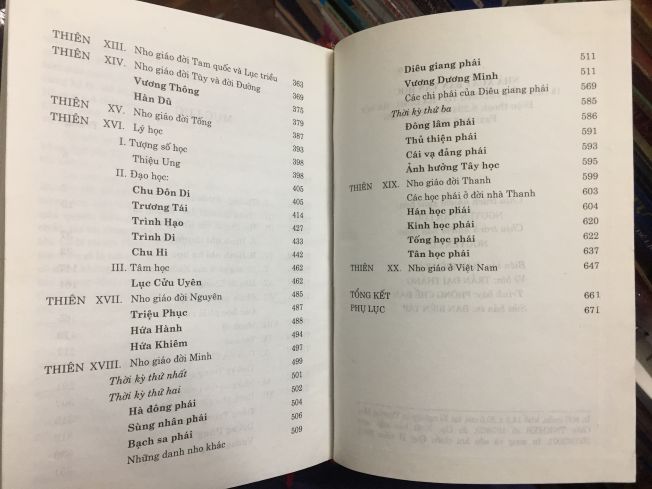 THIÊN XIII. Nho giáo đời Tam quốc và Lục triều 363
THIÊN XIV. Nho giáo đời Tùy và đời Đường 369
Vương Thông 375
Hàn Dũ 379
THIÊN XV. Nho giáo đời Tống 387
THIÊN XVI. Lý học 393
I. Tượng số học 398
Thiệu Ung 398
II. Đạo học: 405
Chu Đôn Di 405
Trương Tái 414
Trình Hạo 427
Trình Di 433
Chu Hi 442
III. Tâm học 462
Lục Cửu Uyên 462
THIÊN XVII. Nho giáo đời Nguyên 485
Triệu Phục 487
Hứa Hành 488
Hứa Khiêm 494
THIÊN XVIII. Nho giáo đời Minh 497
Thời kỳ thứ nhất 499
Thời kỳ thứ hai 501
Hà đông phái 502
Sùng nhân phái 504
Bạch sa phái 506
Những danh nho khác 509
Diêu giang phái 511
Vương Dương Minh 511
Các chi phái của Diêu giang phái 569
Thời kỳ thứ ba 585
Đông lâm phái 586
Thủ thiện phái 591
Cái vạ đảng phái 593
Ảnh hưởng Tây học 595
THIÊN XIX. Nho giáo đời Thanh
Các học phái ở đời nhà Thanh 603
Hán học phái 604
Kinh học phái 620
Tống học phái 622
Tân học phái 637
THIÊN XX. Nho giáo ở Việt Nam 647
TỔNG KẾT 661
PHỤ LỤC 671